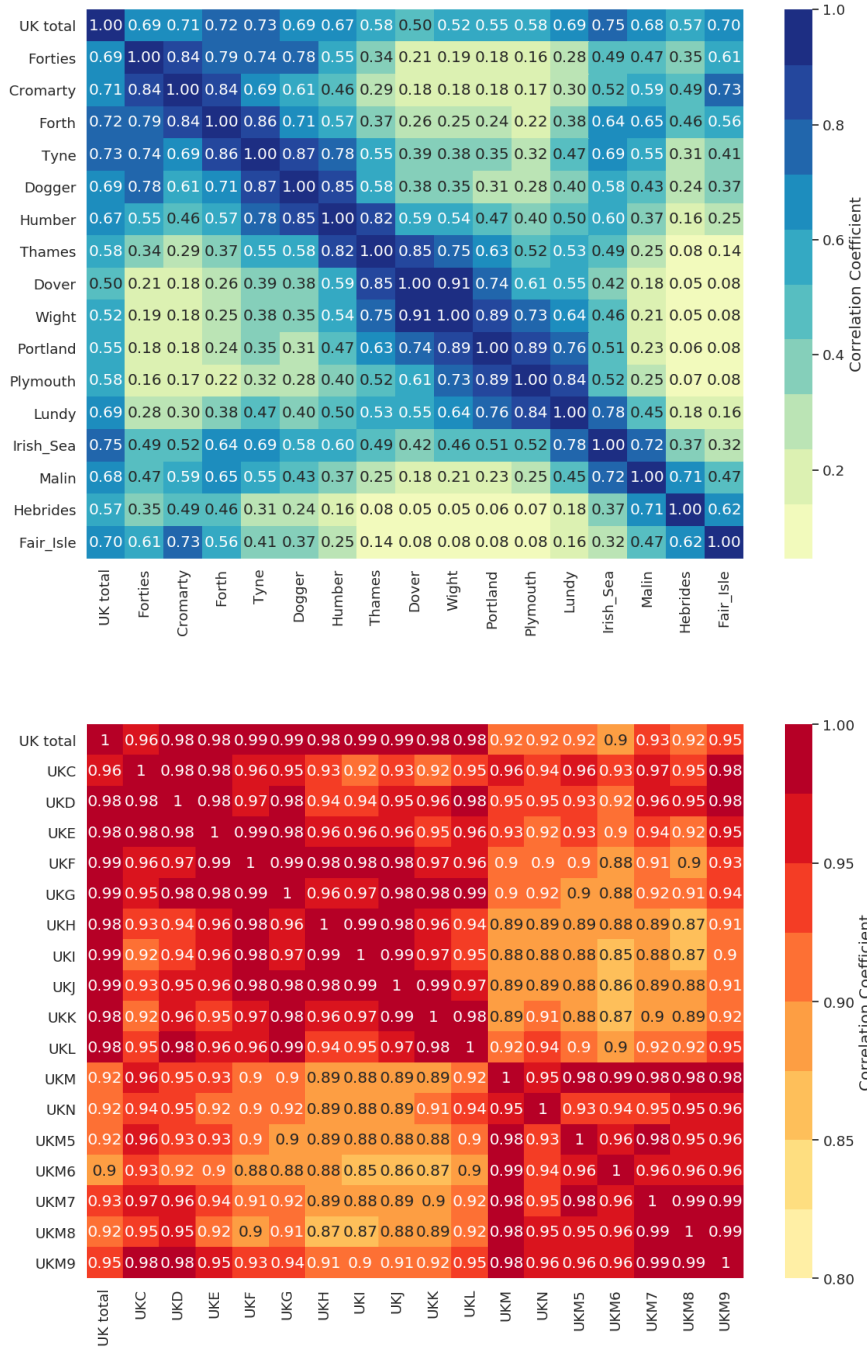 UK total 1.00 0.69 0.71 0.72 0.73 0.69 0.67 0.58 0.50 0.52 0.55 0.58 0.69 0.75 0.68 0.57 0.70
Forties 0.69 1.00 0.84 0.79 0.74 0.78 0.55 0.34 0.21 0.19 0.18 0.16 0.28 0.49 0.47 0.35 0.61
Cromarty 0.71 0.84 1.00 0.84 0.69 0.61 0.46 0.29 0.18 0.18 0.18 0.17 0.30 0.52 0.59 0.49 0.73
Forth 0.72 0.79 0.84 1.00 0.86 0.71 0.57 0.37 0.26 0.25 0.24 0.22 0.38 0.64 0.65 0.46 0.56
Tyne 0.73 0.74 0.69 0.86 1.00 0.87 0.78 0.55 0.39 0.38 0.35 0.32 0.47 0.69 0.55 0.31 0.41
Dogger 0.69 0.78 0.61 0.71 0.87 1.00 0.85 0.58 0.38 0.35 0.31 0.28 0.40 0.58 0.43 0.24 0.37
Humber 0.67 0.55 0.46 0.57 0.78 0.85 1.00 0.82 0.59 0.54 0.47 0.40 0.50 0.60 0.37 0.16 0.25
Thames 0.58 0.34 0.29 0.37 0.55 0.58 0.82 1.00 0.85 0.75 0.63 0.52 0.53 0.49 0.25 0.08 0.14
Dover 0.50 0.21 0.18 0.26 0.39 0.38 0.59 0.85 1.00 0.91 0.74 0.61 0.55 0.42 0.18 0.05 0.08
Wight 0.52 0.19 0.18 0.25 0.38 0.35 0.54 0.75 0.91 1.00 0.89 0.73 0.64 0.46 0.21 0.05 0.08
Portland 0.55 0.18 0.18 0.24 0.35 0.31 0.47 0.63 0.74 0.89 1.00 0.89 0.76 0.51 0.23 0.06 0.08
Plymouth 0.58 0.16 0.17 0.22 0.32 0.28 0.40 0.52 0.61 0.73 0.89 1.00 0.84 0.52 0.25 0.07 0.08
Lundy 0.69 0.28 0.30 0.38 0.47 0.40 0.50 0.53 0.55 0.64 0.76 0.84 1.00 0.78 0.45 0.18 0.16
Irish_Sea 0.75 0.49 0.52 0.64 0.69 0.58 0.60 0.49 0.42 0.46 0.51 0.52 0.78 1.00 0.72 0.37 0.32
Malin 0.68 0.47 0.59 0.65 0.55 0.43 0.37 0.25 0.18 0.21 0.23 0.25 0.45 0.72 1.00 0.71 0.47
Hebrides 0.57 0.35 0.49 0.46 0.31 0.24 0.16 0.08 0.05 0.05 0.06 0.07 0.18 0.37 0.71 1.00 0.62
Fair_Isle 0.70 0.61 0.73 0.56 0.41 0.37 0.25 0.14 0.08 0.08 0.08 0.08 0.16 0.32 0.47 0.62 1.00
UK total Forties Cromarty Forth Tyne Dogger Humber Thames Dover Wight Portland Plymouth Lundy Irish_Sea Malin Hebrides Fair_Isle
1.0
0.8
0.6
0.4
0.2
Correlation Coefficient
UK total 1 0.96 0.98 0.98 0.99 0.99 0.98 0.99 0.99 0.98 0.98 0.92 0.92 0.92 0.9 0.93 0.92 0.95
UKC 0.96 1 0.98 0.98 0.96 0.95 0.93 0.92 0.93 0.92 0.95 0.96 0.94 0.96 0.93 0.97 0.95 0.98
UKD 0.98 0.98 1 0.98 0.97 0.98 0.94 0.94 0.95 0.96 0.98 0.95 0.95 0.93 0.92 0.96 0.95 0.98
UKE 0.98 0.98 0.98 1 0.99 0.98 0.96 0.96 0.96 0.95 0.96 0.93 0.92 0.93 0.9 0.94 0.92 0.95
UKF 0.99 0.96 0.97 0.99 1 0.99 0.98 0.98 0.98 0.97 0.96 0.9 0.9 0.9 0.88 0.91 0.9 0.93
UKG 0.99 0.95 0.98 0.98 0.99 1 0.96 0.97 0.98 0.98 0.99 0.9 0.92 0.9 0.88 0.92 0.91 0.94
UKH 0.98 0.93 0.94 0.96 0.98 0.96 1 0.99 0.98 0.96 0.94 0.89 0.89 0.89 0.88 0.89 0.87 0.91
UKI 0.99 0.92 0.94 0.96 0.98 0.97 0.99 1 0.99 0.97 0.95 0.88 0.88 0.88 0.85 0.88 0.87 0.9
UKJ 0.99 0.93 0.95 0.96 0.98 0.98 0.98 0.99 1 0.99 0.97 0.89 0.89 0.88 0.86 0.89 0.88 0.91
UKK 0.98 0.92 0.96 0.95 0.97 0.98 0.96 0.97 0.99 1 0.98 0.89 0.91 0.88 0.87 0.9 0.89 0.92
UKL 0.98 0.95 0.98 0.96 0.96 0.99 0.94 0.95 0.97 0.98 1 0.92 0.94 0.9 0.9 0.92 0.92 0.95
UKM 0.92 0.96 0.95 0.93 0.9 0.9 0.89 0.88 0.89 0.89 0.92 1 0.95 0.98 0.99 0.98 0.98 0.98
UKN 0.92 0.94 0.95 0.92 0.9 0.92 0.89 0.88 0.89 0.91 0.94 0.95 1 0.93 0.94 0.95 0.95 0.96
UKM5 0.92 0.96 0.93 0.93 0.9 0.9 0.89 0.88 0.88 0.88 0.9 0.98 0.93 1 0.96 0.98 0.95 0.96
UKM6 0.9 0.93 0.92 0.9 0.88 0.88 0.88 0.85 0.86 0.87 0.9 0.99 0.94 0.96 1 0.96 0.96 0.96
UKM7 0.93 0.97 0.96 0.94 0.91 0.92 0.89 0.88 0.89 0.9 0.92 0.98 0.95 0.98 0.96 1 0.99 0.99
UKM8 0.92 0.95 0.95 0.92 0.9 0.91 0.87 0.87 0.88 0.89 0.92 0.98 0.95 0.95 0.96 0.99 1 0.99
UKM9 0.95 0.98 0.98 0.95 0.93 0.94 0.91 0.9 0.91 0.92 0.95 0.98 0.96 0.96 0.96 0.99 0.99 1
UK total UKC UKD UKE UKF UKG UKH UKI UKJ UKK UKL UKM UKN UKM5 UKM6 UKM7 UKM8 UKM9
1.00
0.95
0.90
0.85
0.80
Correlation Coefficient